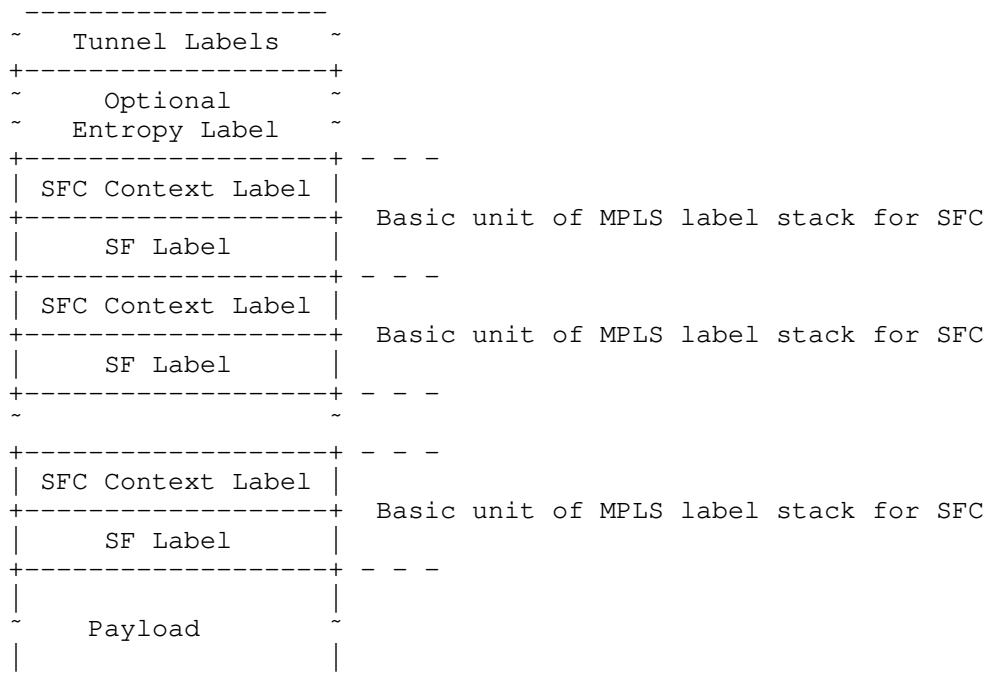 Tunnel Labels
Optional
Entropy Label
SFC Context Label
Basic unit of MPLS label stack for SFC
SF Label
SFC Context Label
Basic unit of MPLS label stack for SFC
SF Label
SFC Context Label
Basic unit of MPLS label stack for SFC
SF Label
Payload